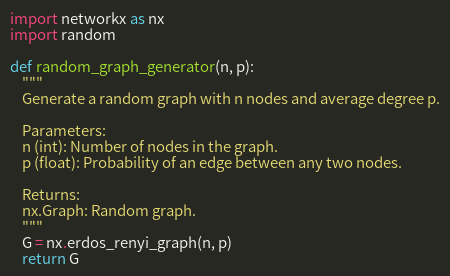 import networkx as nx
import random
def random_graph_generator(n, p):
"""
Generate a random graph with n nodes and average degree p.
Parameters:
n (int): Number of nodes in the graph.
p (float): Probability of an edge between any two nodes.
Returns:
nx.Graph: Random graph.
"""
G = nx.erdos_renyi_graph(n, p)
return G